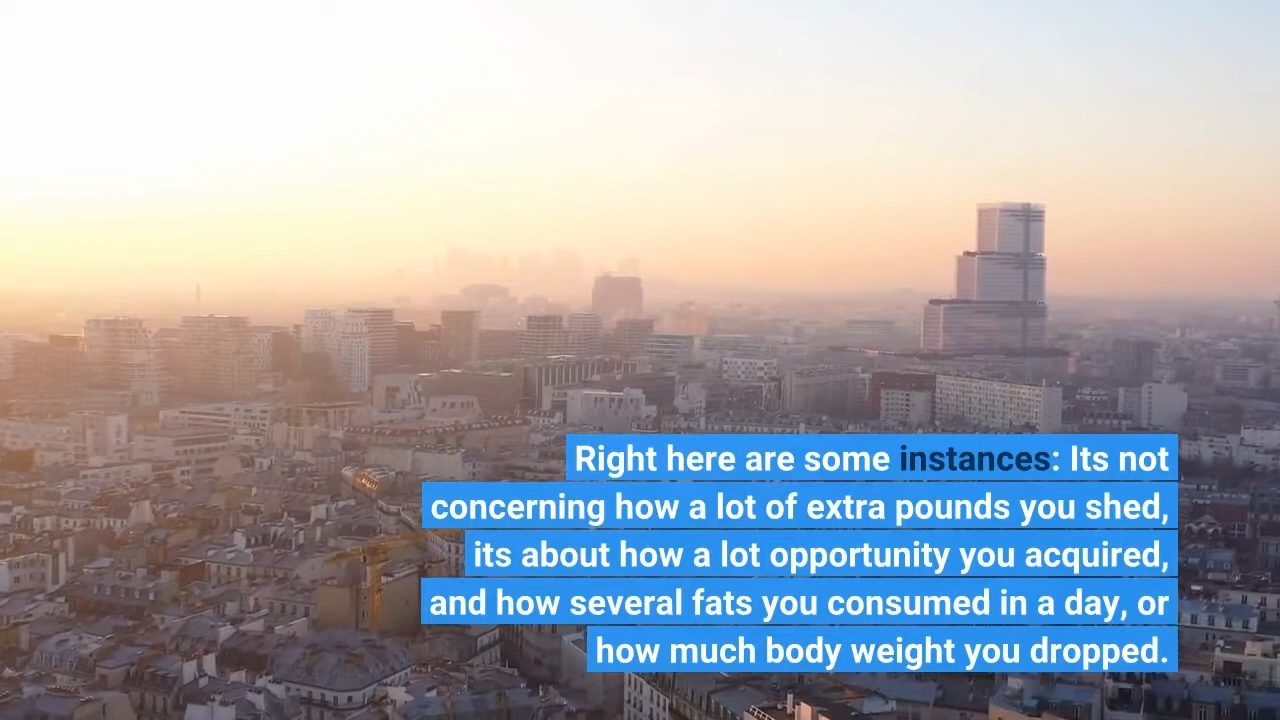 Right here are some instances: Its not
concerning how a lot of extra pounds you shed,
its about how a lot opportunity you acquired,
and how several fats you consumed in a day, or
how much body weight you dropped.